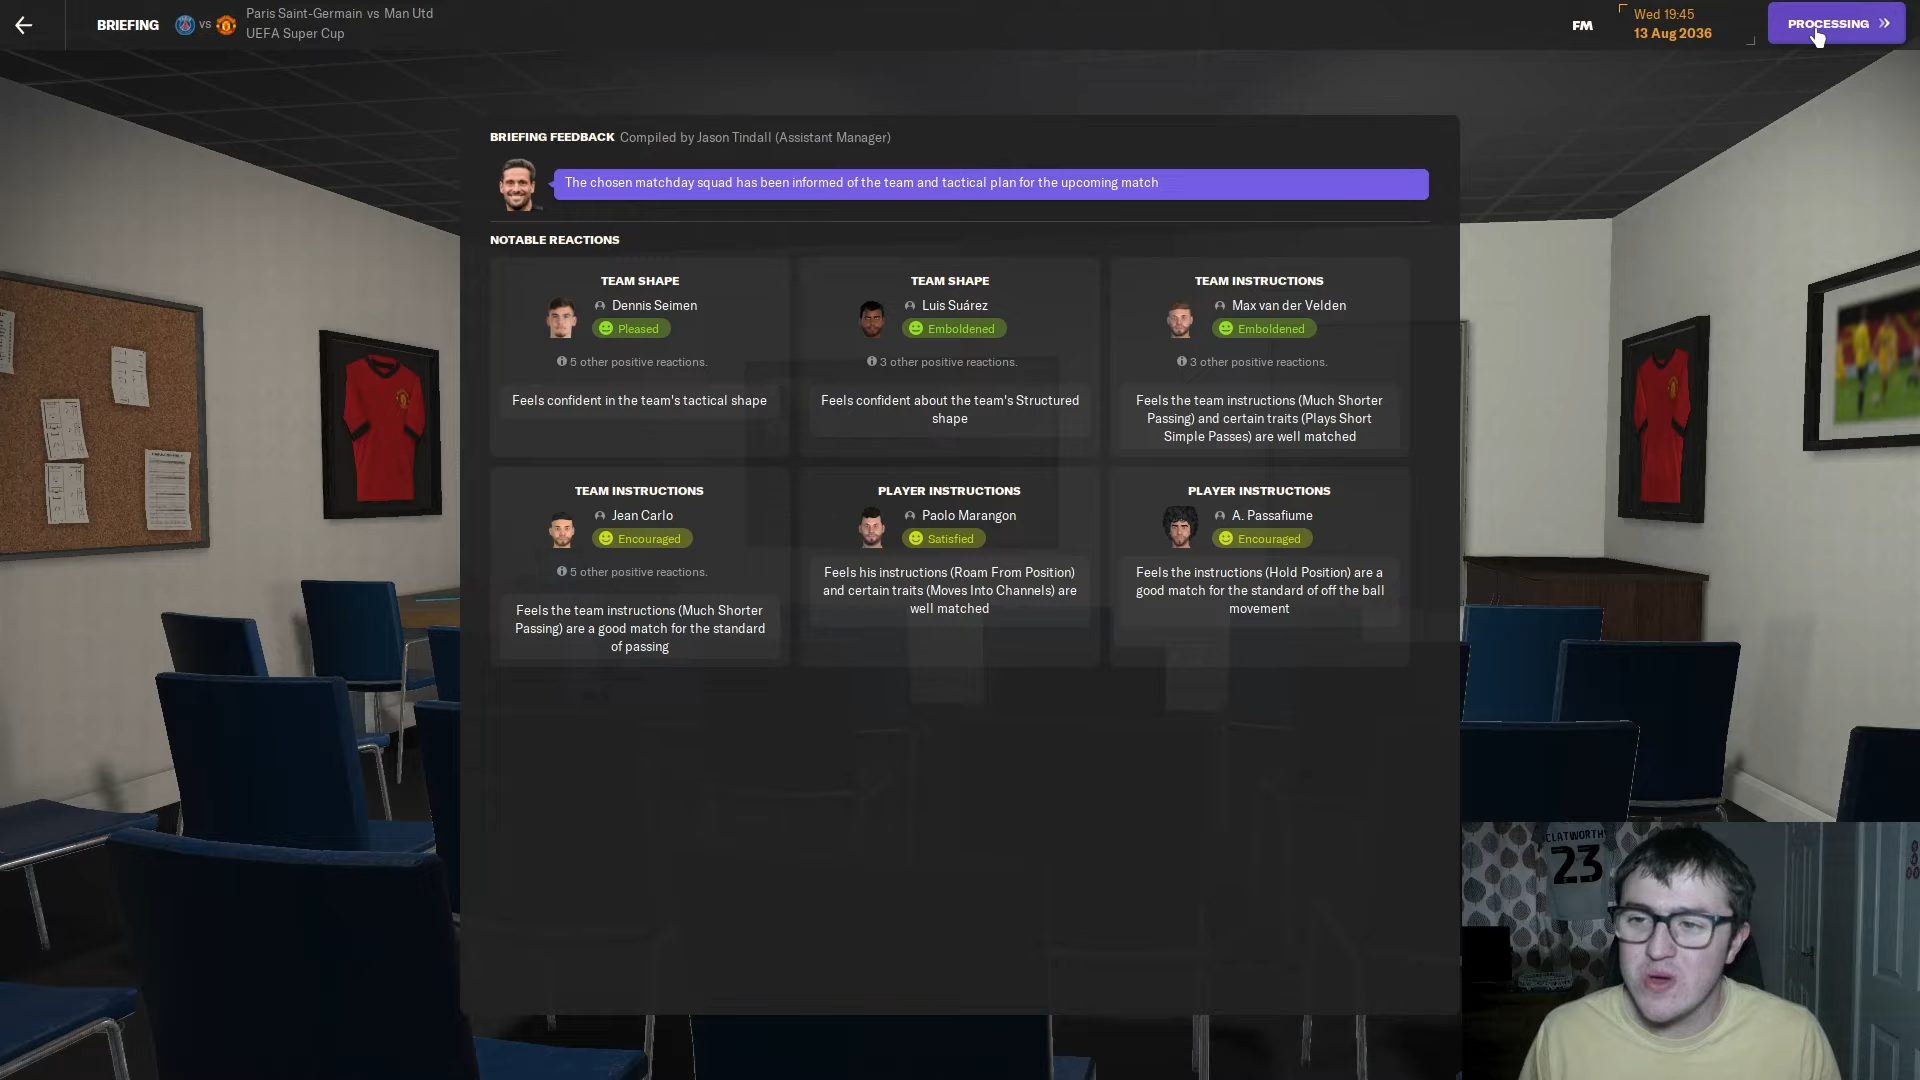 BRIEFING
vs
Paris Saint-Germain vs Man Utd
UEFA Super Cup
FM
Wed 19:45
13 Aug 2036
PROCESSING
BRIEFING FEEDBACK Compiled by Jason Tindall (Assistant Manager)
The chosen matchday squad has been informed of the team and tactical plan for the upcoming match
NOTABLE REACTIONS
TEAM SHAPE
Dennis Seimen
Pleased
5 other positive reactions.
Feels confident in the team's tactical shape
TEAM SHAPE
Luis Suárez
Emboldened
3 other positive reactions.
Feels confident about the team's Structured
shape
TEAM INSTRUCTIONS
Max van der Velden
Emboldened
3 other positive reactions.
Feels the team instructions (Much Shorter
Passing) and certain traits (Plays Short
Simple Passes) are well matched
TEAM INSTRUCTIONS
Jean Carlo
Encouraged
5 other positive reactions.
Feels the team instructions (Much Shorter
Passing) are a good match for the standard
of passing
PLAYER INSTRUCTIONS
Paolo Marangon
Satisfied
Feels his instructions (Roam From Position)
and certain traits (Moves Into Channels) are
well matched
PLAYER INSTRUCTIONS
A. Passafiume
Encouraged
Feels the instructions (Hold Position) are a
good match for the standard of off the ball
movement
CLATWORTHY
23